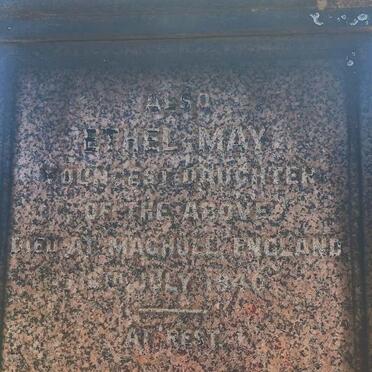 ALSO
ETHEL MAY
YOUNGEST DAUGHTER
OF THE ABOVE
DIED AT MAGHULL, ENGLAND
JULY
AT REST.